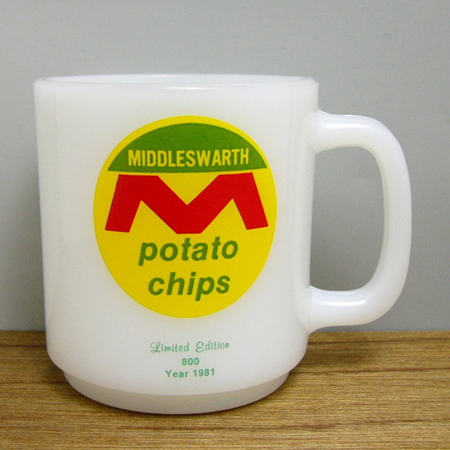 MIDDLESWARTH
M
potato
chips
Limited Edition
800
Year 1981